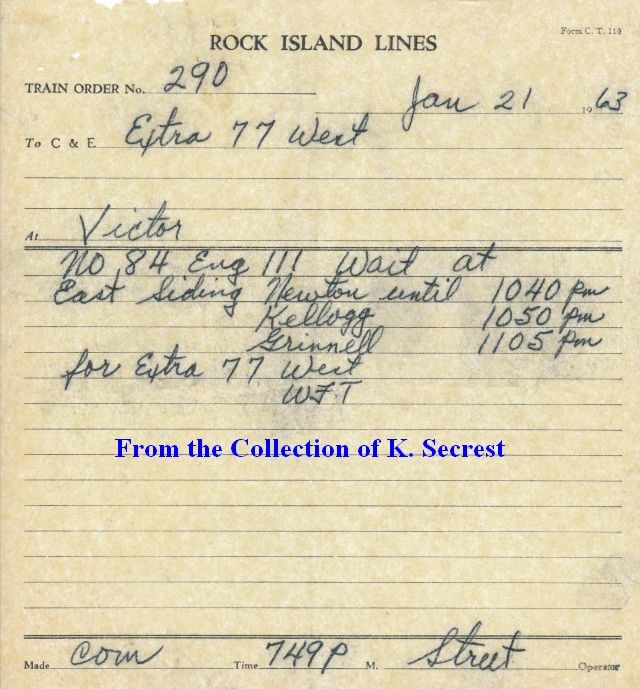 Form C. T. 110
ROCK ISLAND LINES
TRAIN ORDER No. 290
Jan 21 1963
To C & E Extra 77 West
At Victor
No 84 Eng 111 Wait at
East Siding Newton until 1040 pm
Kellogg 1050 pm
Grinnell 1105 pm
for Extra 77 West
WFT
From the Collection of K. Secrest
Made com Time 749P M. Street Operator